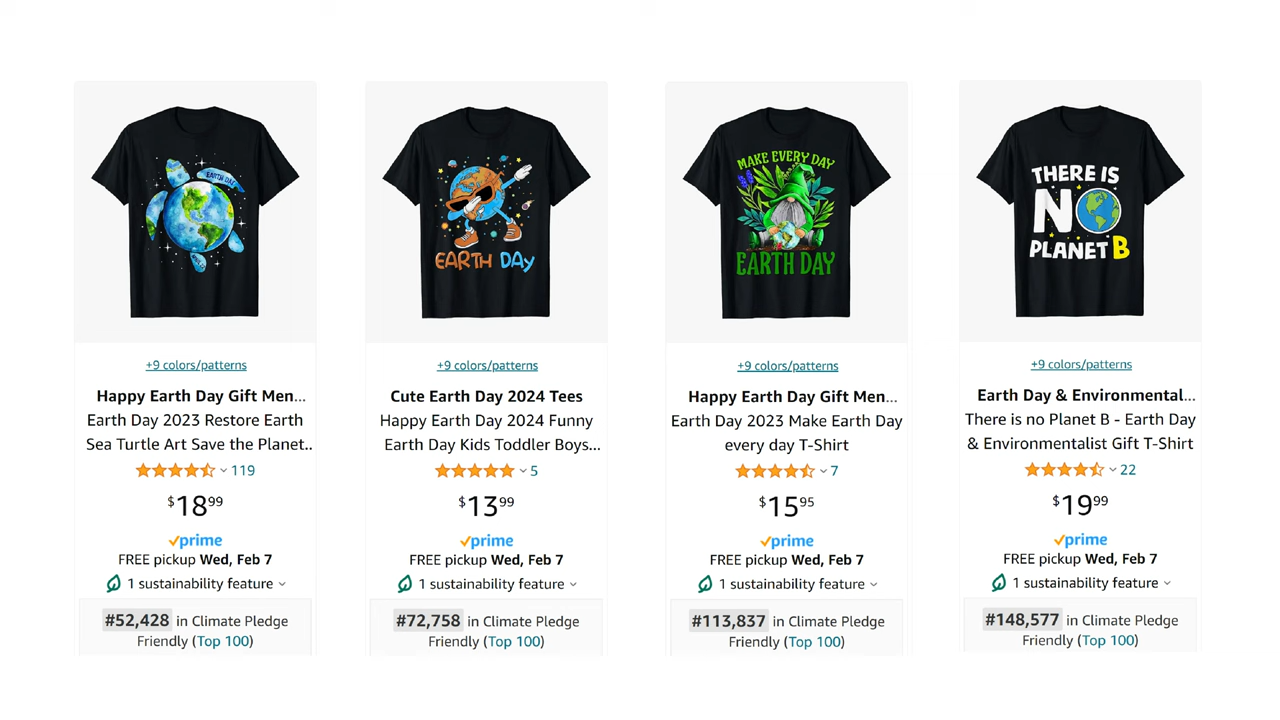 EARTH DAY
+9 colors/patterns
Happy Earth Day Gift Men...
Earth Day 2023 Restore Earth
Sea Turtle Art Save the Planet..
119
$18 99
prime
FREE pickup Wed, Feb 7
1 sustainability feature
#52,428 in Climate Pledge
Friendly (Top 100)
EARTH DAY
+9 colors/patterns
Cute Earth Day 2024 Tees
Happy Earth Day 2024 Funny
Earth Day Kids Toddler Boys...
5
$13 99
prime
FREE pickup Wed, Feb 7
1 sustainability feature
#72,758 in Climate Pledge
Friendly (Top 100)
MAKE EVERY DAY
EARTH DAY
+9 colors/patterns
Happy Earth Day Gift Men...
Earth Day 2023 Make Earth Day
every day T-Shirt
7
$15 95
prime
FREE pickup Wed, Feb 7
1 sustainability feature
#113,837 in Climate Pledge
Friendly (Top 100)
THERE IS
NO
PLANET B
+9 colors/patterns
Earth Day & Environmental...
There is no Planet B - Earth Day
& Environmentalist Gift T-Shirt
22
$19 99
prime
FREE pickup Wed, Feb 7
1 sustainability feature
#148,577 in Climate Pledge
Friendly (Top 100)